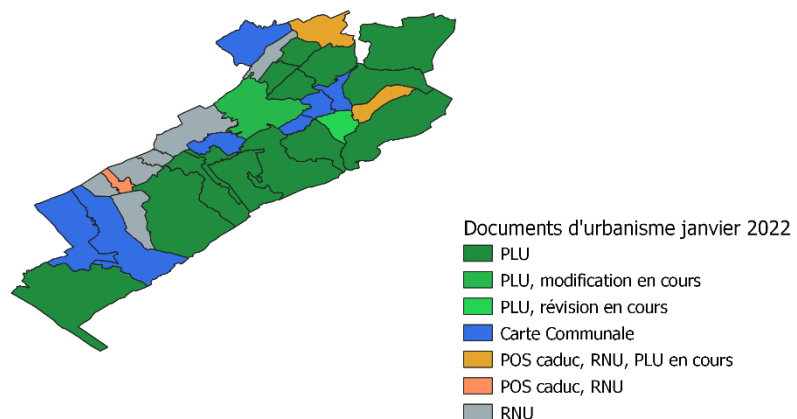 Documents d'urbanisme janvier 2022
PLU
PLU, modification en cours
PLU, révision en cours
Carte Communale
POS caduc, RNU, PLU en cours
POS caduc, RNU
RNU